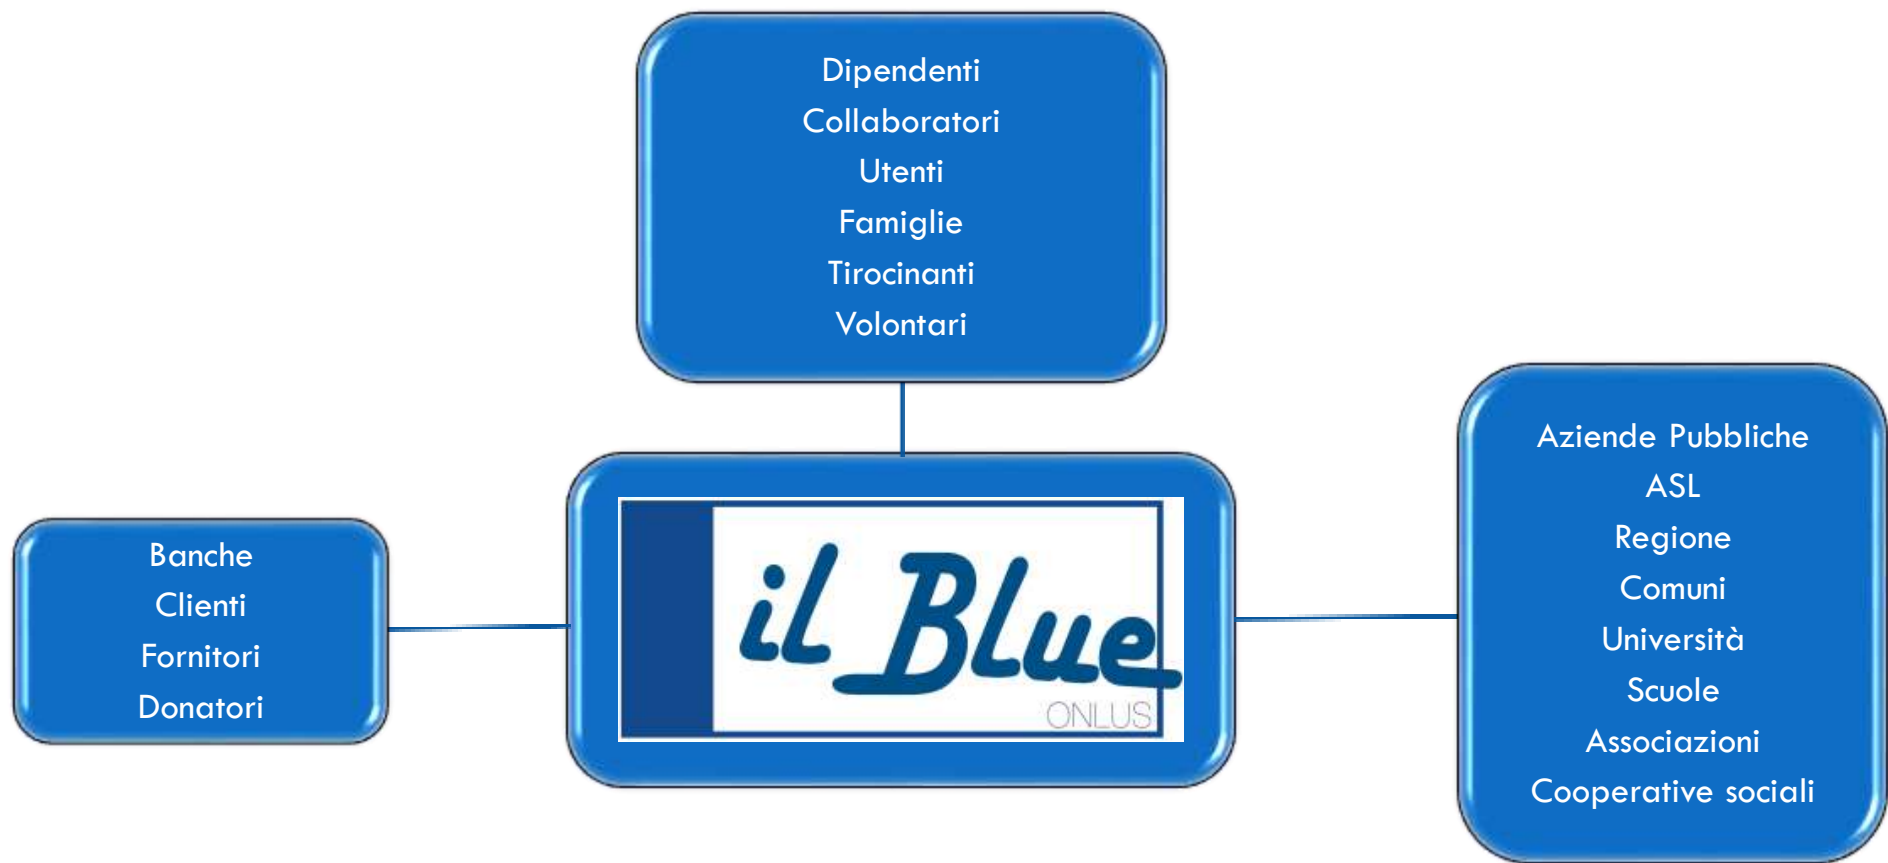 Dipendenti
Collaboratori
Utenti
Famiglie
Tirocinanti
Volontari
Banche
Clienti
Fornitori
Donatori
il Blue
ONLUS
Aziende Pubbliche
ASL
Regione
Comuni
Università
Scuole
Associazioni
Cooperative sociali